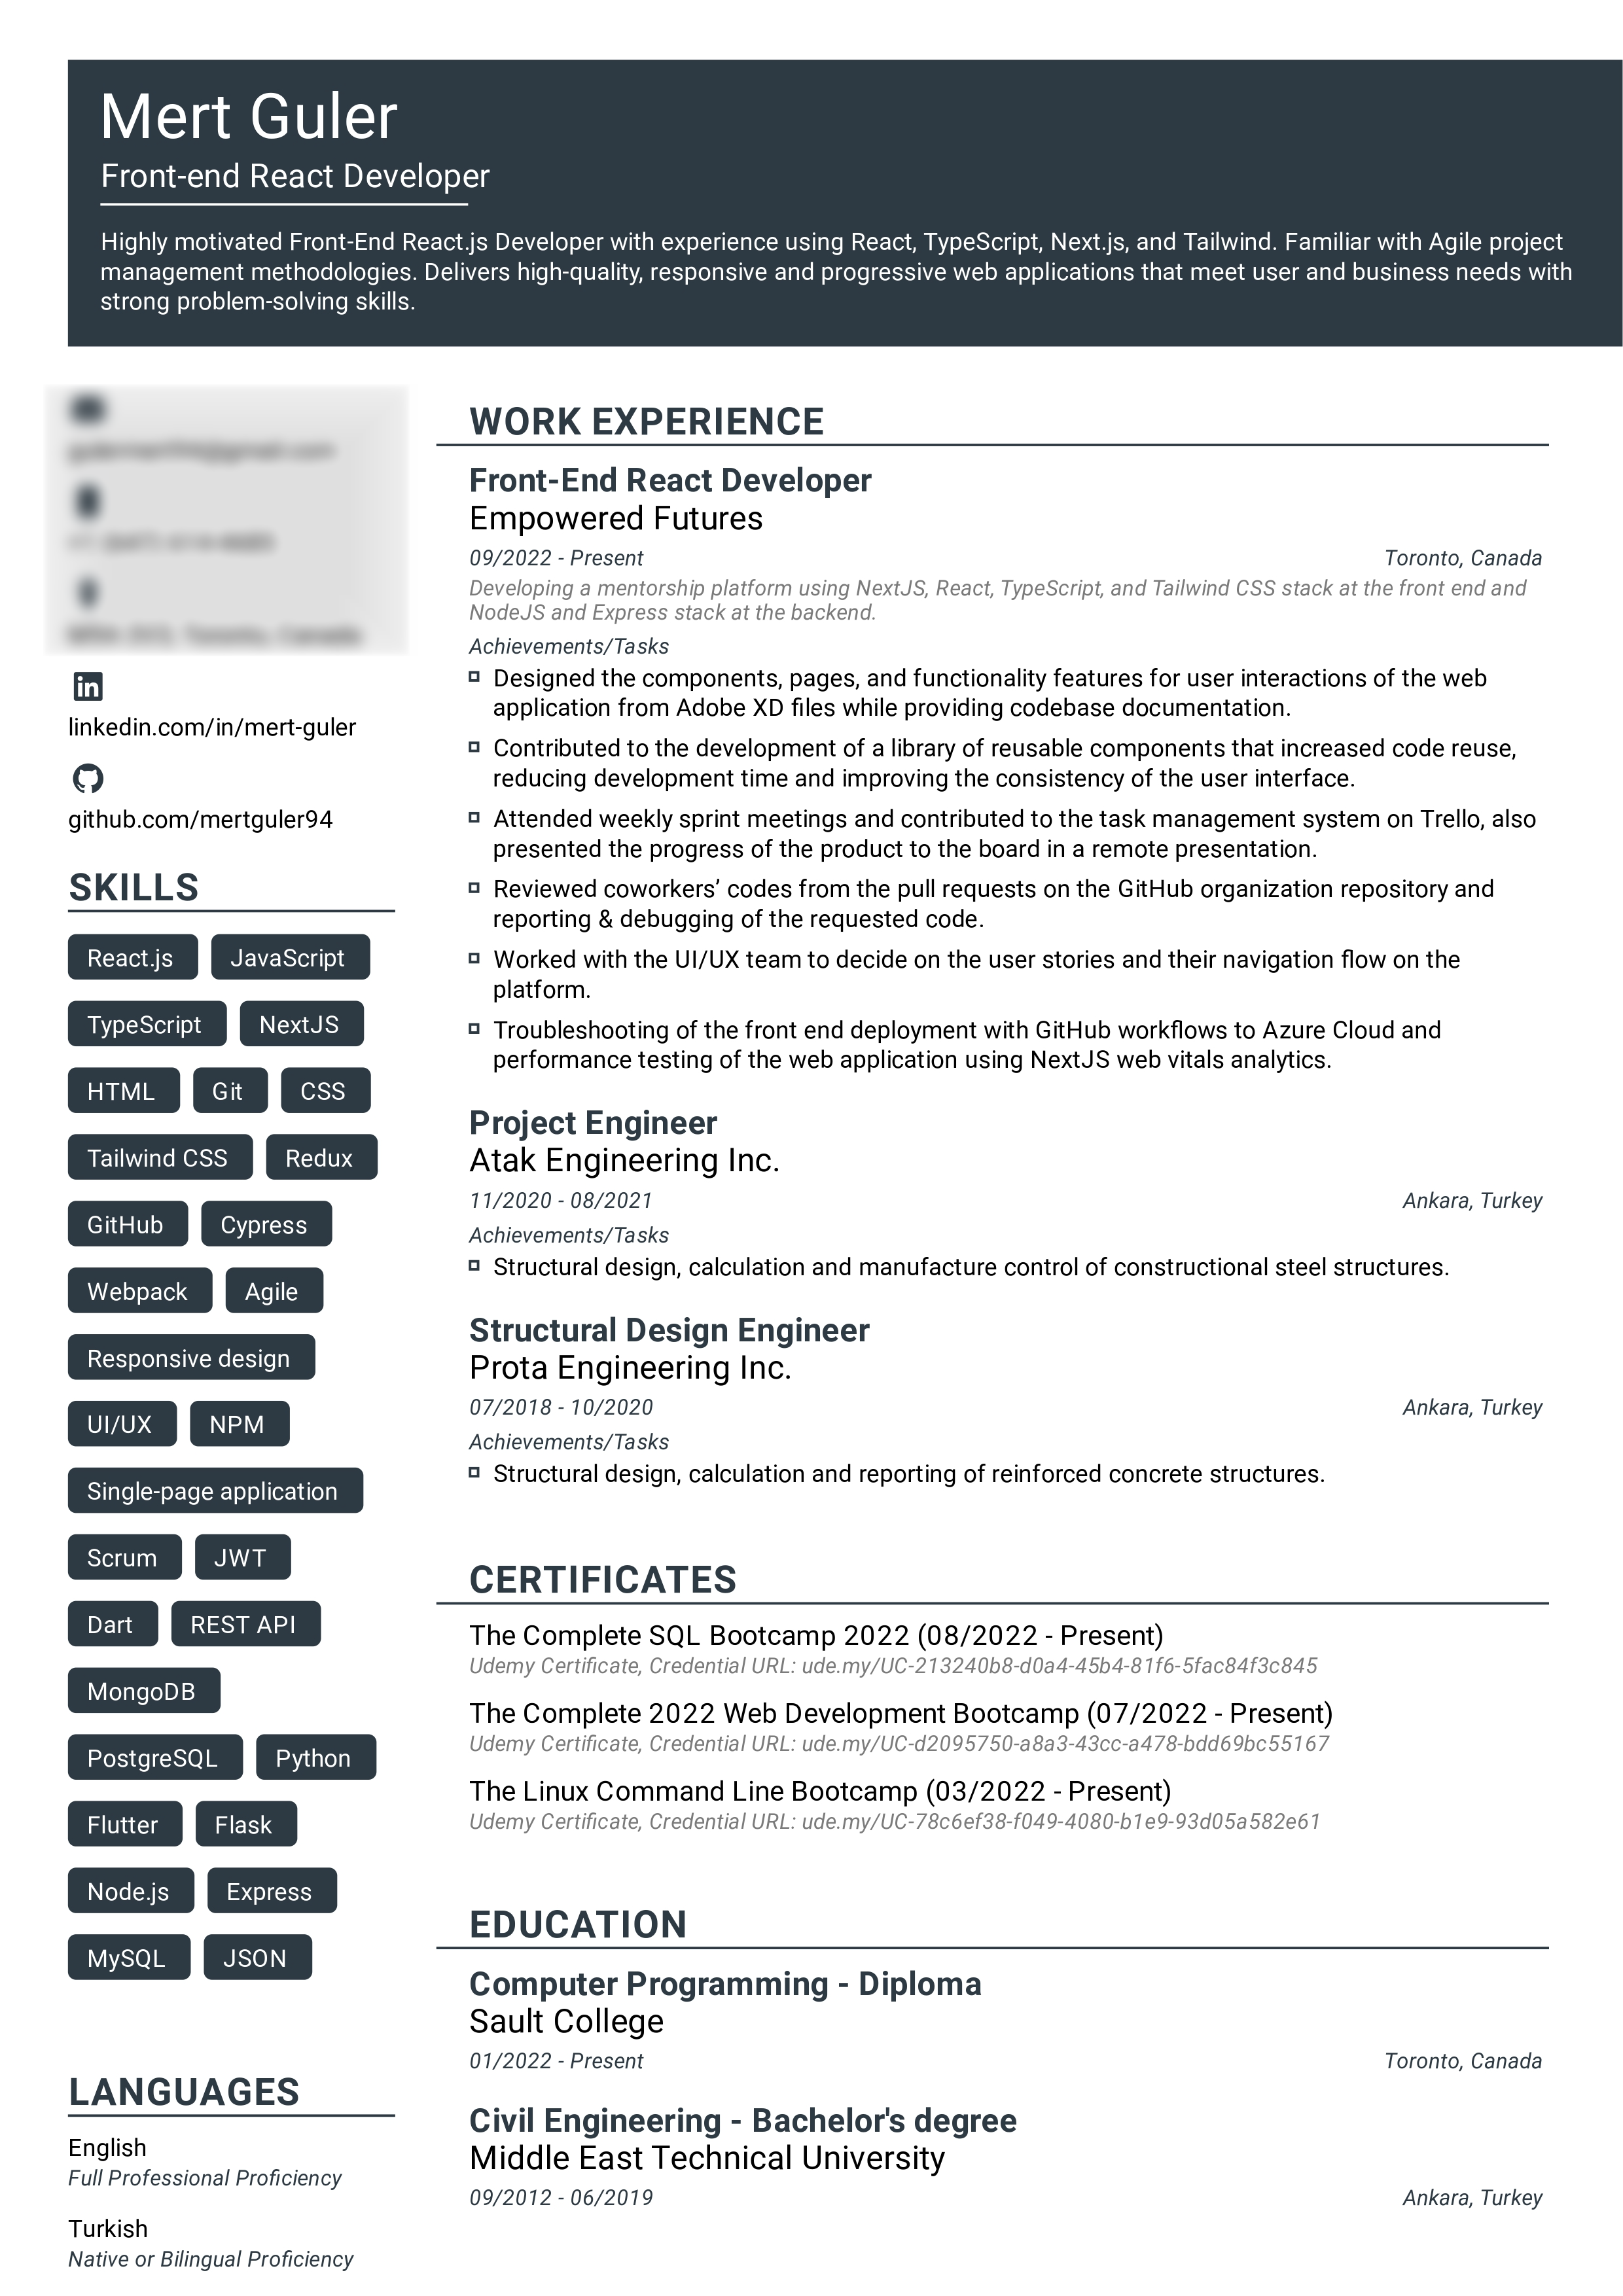 Mert Guler
Front-end React Developer
Highly motivated Front-End React.js Developer with experience using React, TypeScript, Next.js, and Tailwind. Familiar with Agile project
management methodologies. Delivers high-quality, responsive and progressive web applications that meet user and business needs with
strong problem-solving skills.
linkedin.com/in/mert-guler
github.com/mertguler94
SKILLS
React.js JavaScript
TypeScript NextJS
HTML Git CSS
Tailwind CSS Redux
GitHub Cypress
Webpack Agile
Responsive design
UI/UX NPM
Single-page application
Scrum JWT
Dart REST API
MongoDB
PostgreSQL Python
Flutter Flask
Node.js Express
MySQL JSON
LANGUAGES
English
Full Professional Proficiency
Turkish
Native or Bilingual Proficiency
WORK EXPERIENCE
Front-End React Developer
Empowered Futures
09/2022 - Present Toronto, Canada
Developing a mentorship platform using NextJS, React, TypeScript, and Tailwind CSS stack at the front end and
NodeJS and Express stack at the backend.
Achievements/Tasks
Designed the components, pages, and functionality features for user interactions of the web
application from Adobe XD files while providing codebase documentation.
Contributed to the development of a library of reusable components that increased code reuse,
reducing development time and improving the consistency of the user interface.
Attended weekly sprint meetings and contributed to the task management system on Trello, also
presented the progress of the product to the board in a remote presentation.
Reviewed coworkers’ codes from the pull requests on the GitHub organization repository and
reporting & debugging of the requested code.
Worked with the UI/UX team to decide on the user stories and their navigation flow on the
platform.
Troubleshooting of the front end deployment with GitHub workflows to Azure Cloud and
performance testing of the web application using NextJS web vitals analytics.
Project Engineer
Atak Engineering Inc.
11/2020 - 08/2021 Ankara, Turkey
Achievements/Tasks
Structural design, calculation and manufacture control of constructional steel structures.
Structural Design Engineer
Prota Engineering Inc.
07/2018 - 10/2020 Ankara, Turkey
Achievements/Tasks
Structural design, calculation and reporting of reinforced concrete structures.
CERTIFICATES
The Complete SQL Bootcamp 2022 (08/2022 - Present)
Udemy Certificate, Credential URL: ude.my/UC-213240b8-d0a4-45b4-81f6-5fac84f3c845
The Complete 2022 Web Development Bootcamp (07/2022 - Present)
Udemy Certificate, Credential URL: ude.my/UC-d2095750-a8a3-43cc-a478-bdd69bc55167
The Linux Command Line Bootcamp (03/2022 - Present)
Udemy Certificate, Credential URL: ude.my/UC-78c6ef38-f049-4080-b1e9-93d05a582e61
EDUCATION
Computer Programming - Diploma
Sault College
01/2022 - Present Toronto, Canada
Civil Engineering - Bachelor's degree
Middle East Technical University
09/2012 - 06/2019 Ankara, Turkey